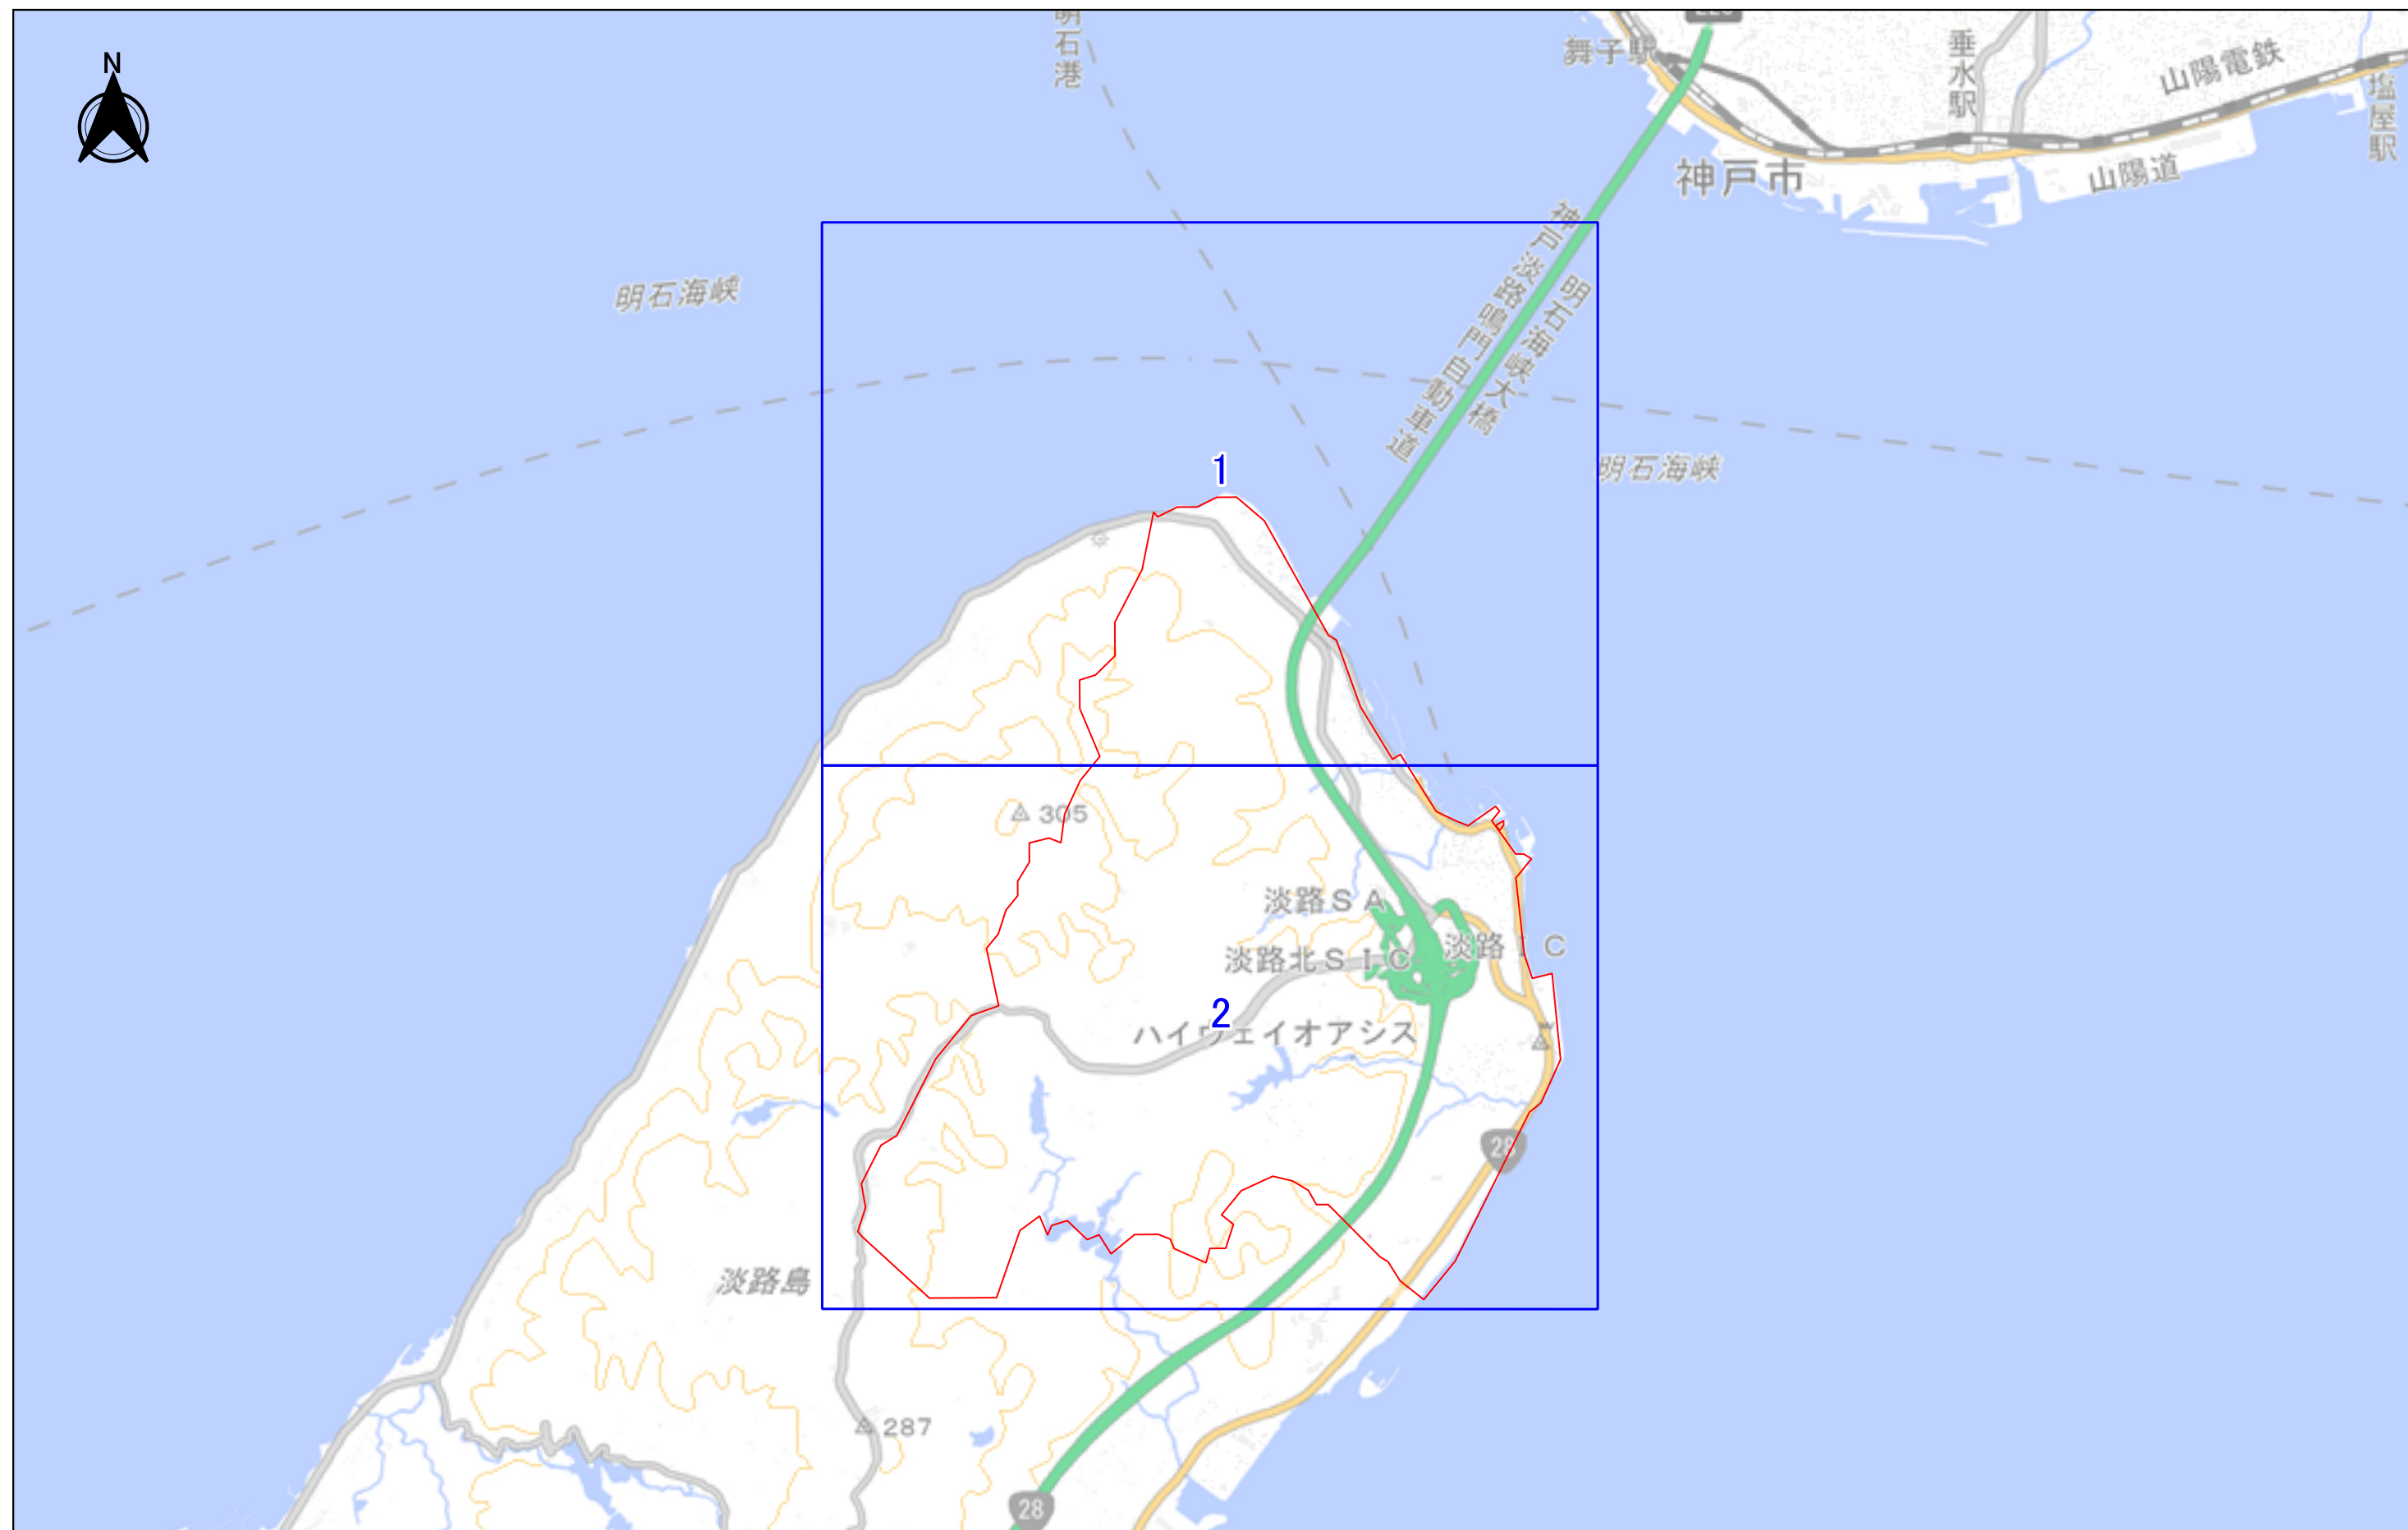 N
明石港
舞子駅
垂水駅
山陽電鉄
塩屋駅
神戸市
山陽道
明石海峡
神戸淡路鳴門自動車道
明石海峡大橋
明石海峡
1
305
淡路SA
淡路IC
淡路北SIC
2
ハイウェイオアシス
28
淡路島
287
28